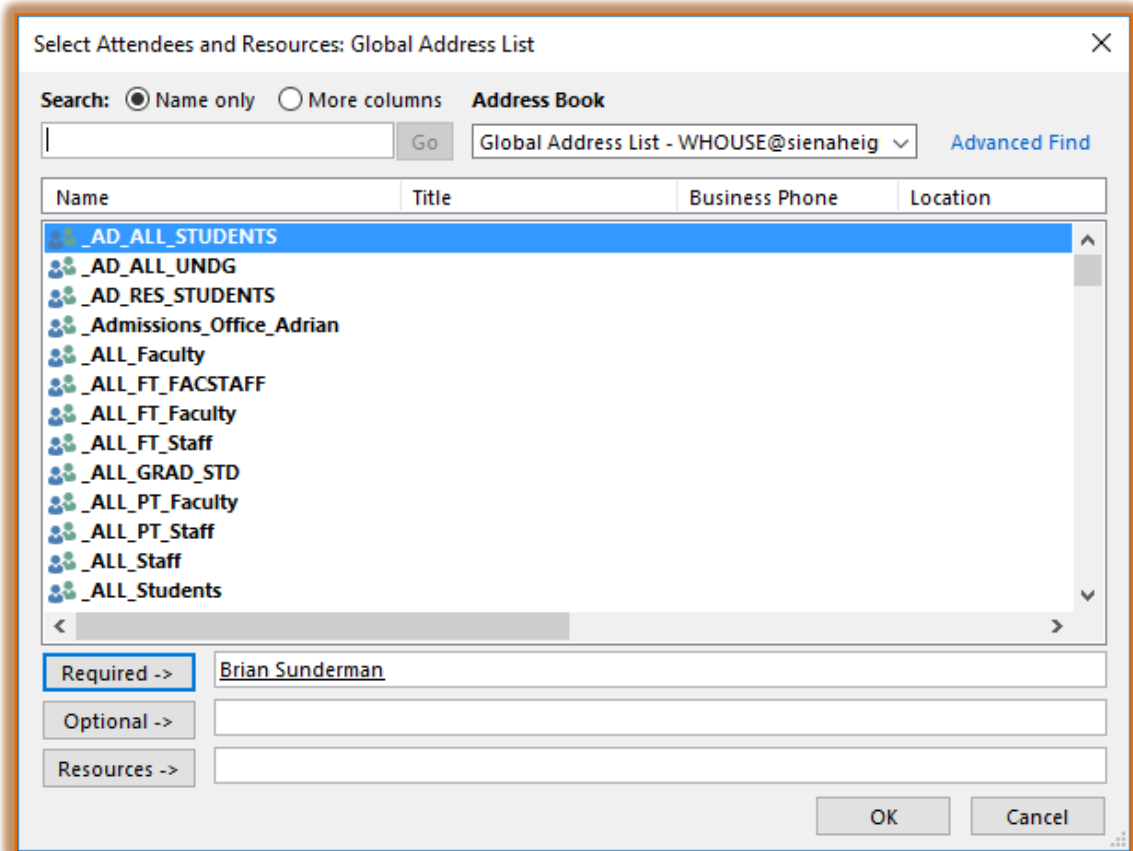 Select Attendees and Resources: Global Address List
Search: Name only More columns Address Book
Go Global Address List - WHOUSE@sienaheig Advanced Find
Name Title Business Phone Location
_AD_ALL_STUDENTS
_AD_ALL_UNDG
_AD_RES_STUDENTS
_Admissions_Office_Adrian
_ALL_Faculty
_ALL_FT_FACSTAFF
_ALL_FT_Faculty
_ALL_FT_Staff
_ALL_GRAD_STD
_ALL_PT_Faculty
_ALL_PT_Staff
_ALL_Staff
_ALL_Students
Required -> Brian Sunderman
Optional ->
Resources ->
OK Cancel